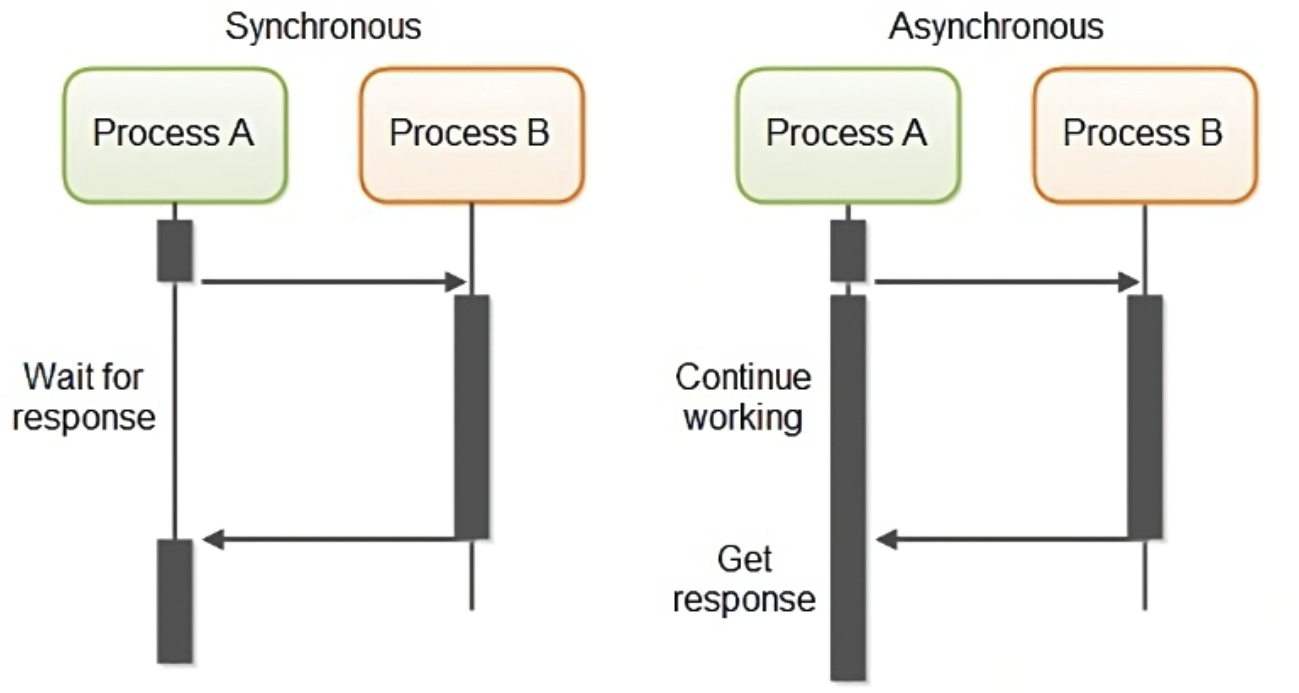 Synchronous
Process A
Process B
Wait for
response
Asynchronous
Process A
Process B
Continue
working
Get
response